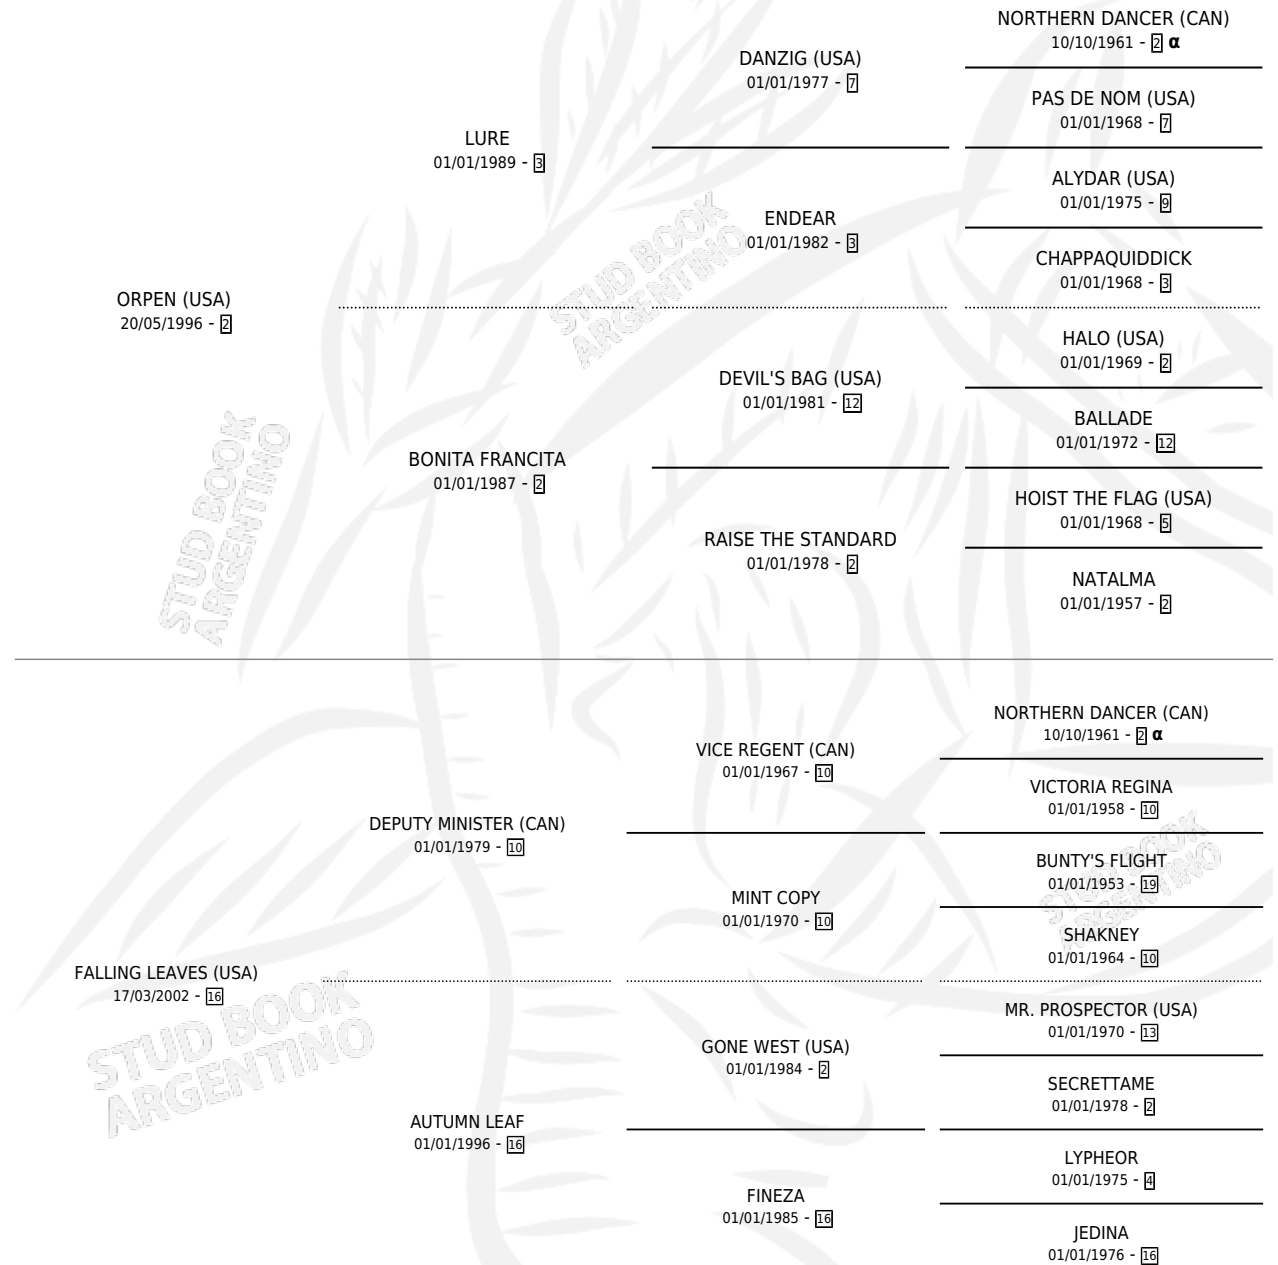 NORTHERN DANCER (CAN)
10/10/1961 - 2 α
DANZIG (USA)
01/01/1977 - 7
PAS DE NOM (USA)
01/01/1968 - 7
LURE
01/01/1989 - 3
ALYDAR (USA)
01/01/1975 - 9
ENDEAR
01/01/1982 - 3
CHAPPAQUIDDICK
01/01/1968 - 3
ORPEN (USA)
20/05/1996 - 2
HALO (USA)
01/01/1969 - 2
DEVIL'S BAG (USA)
01/01/1981 - 12
BALLADE
01/01/1972 - 12
BONITA FRANCITA
01/01/1987 - 2
HOIST THE FLAG (USA)
01/01/1968 - 5
RAISE THE STANDARD
01/01/1978 - 2
NATALMA
01/01/1957 - 2
NORTHERN DANCER (CAN)
10/10/1961 - 2 α
VICE REGENT (CAN)
01/01/1967 - 10
VICTORIA REGINA
01/01/1958 - 10
DEPUTY MINISTER (CAN)
01/01/1979 - 10
BUNTY'S FLIGHT
01/01/1953 - 19
MINT COPY
01/01/1970 - 10
SHAKNEY
01/01/1964 - 10
FALLING LEAVES (USA)
17/03/2002 - 16
MR. PROSPECTOR (USA)
01/01/1970 - 13
GONE WEST (USA)
01/01/1984 - 2
SECRETTAME
01/01/1978 - 2
AUTUMN LEAF
01/01/1996 - 16
LYPHEOR
01/01/1975 - 4
FINEZA
01/01/1985 - 16
JEDINA
01/01/1976 - 16
STUD BOOK
ARGENTINO
STUD BOOK
ARGENTINO
STUD BOOK
ARGENTINO
STUD BOOK
ARGENTINO